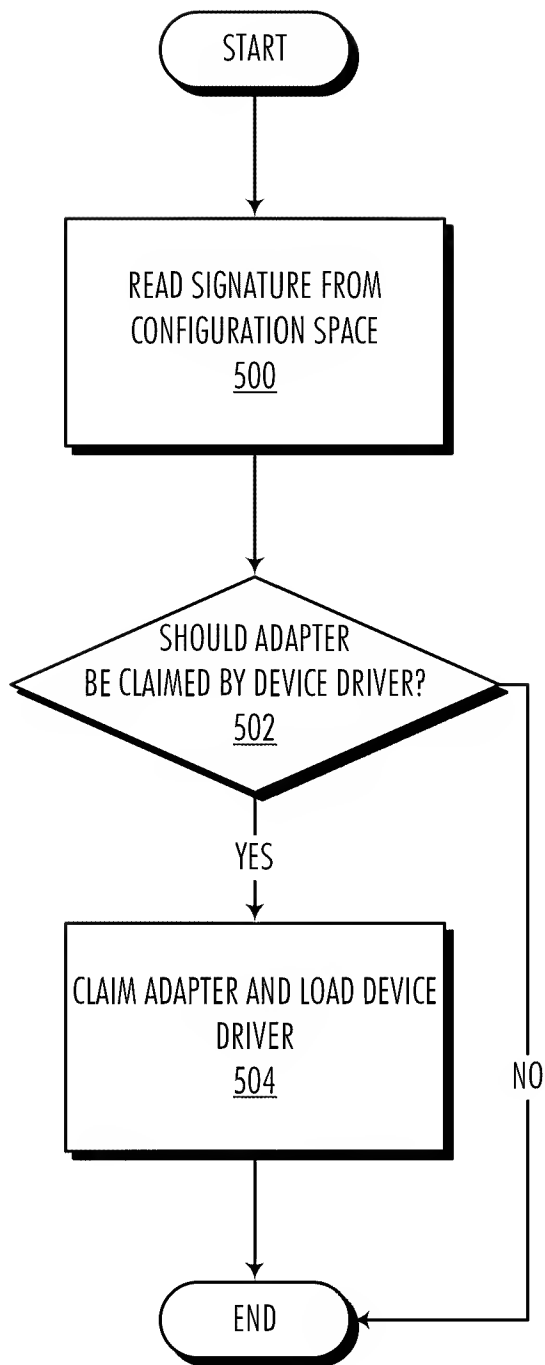 START
READ SIGNATURE FROM
CONFIGURATION SPACE
500
SHOULD ADAPTER
BE CLAIMED BY DEVICE DRIVER?
502
YES
CLAIM ADAPTER AND LOAD DEVICE
DRIVER
504
NO
END